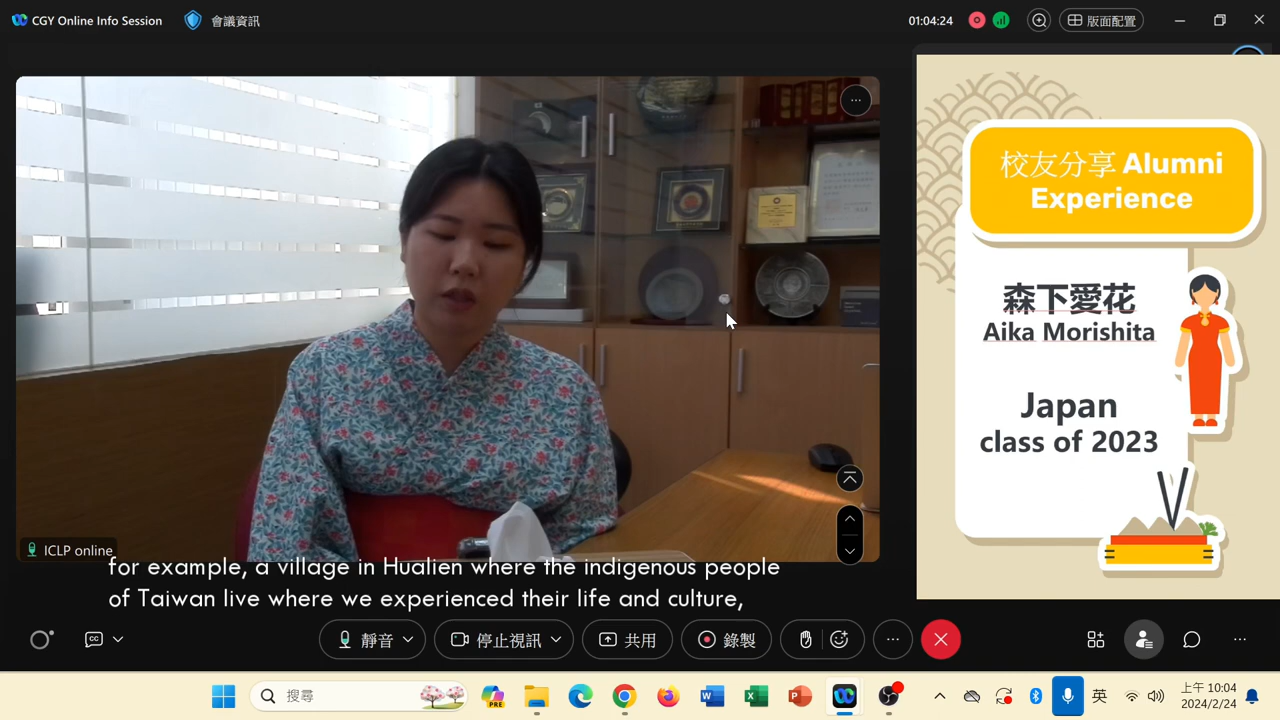 CGY Online Info Session
會議資訊
01:04:24
版面配置
校友分享 Alumni
Experience
森下愛花
Aika Morishita
Japan
class of 2023
ICLP online
for example, a village in Hualien where the indigenous people
of Taiwan live where we experienced their life and culture,
CC
靜音
停止視訊
共用
錄製
搜尋
PRE
英
上午 10:04
2024/2/24